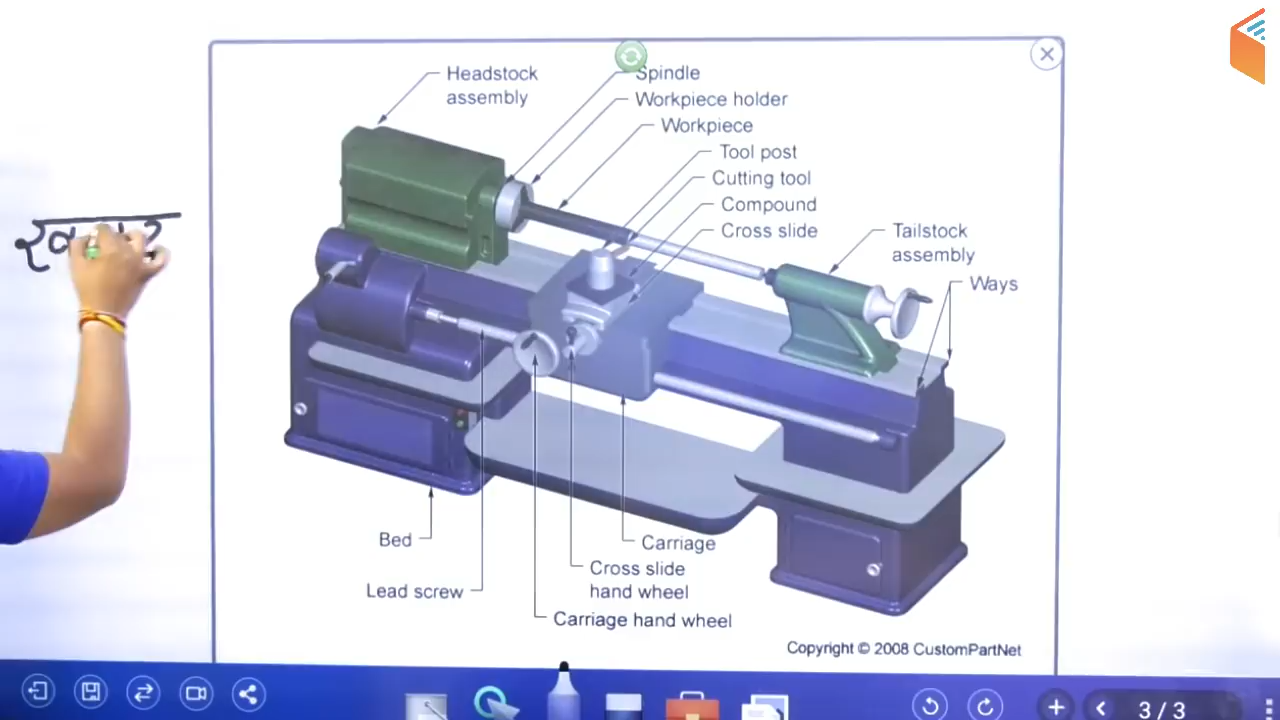 Headstock
assembly
Spindle
Workpiece holder
Workpiece
Tool post
Cutting tool
Compound
Cross slide
Tailstock
assembly
Ways
Bed
Lead screw
Carriage
Cross slide
hand wheel
Carriage hand wheel
Copyright © 2008 CustomPartNet
3/3